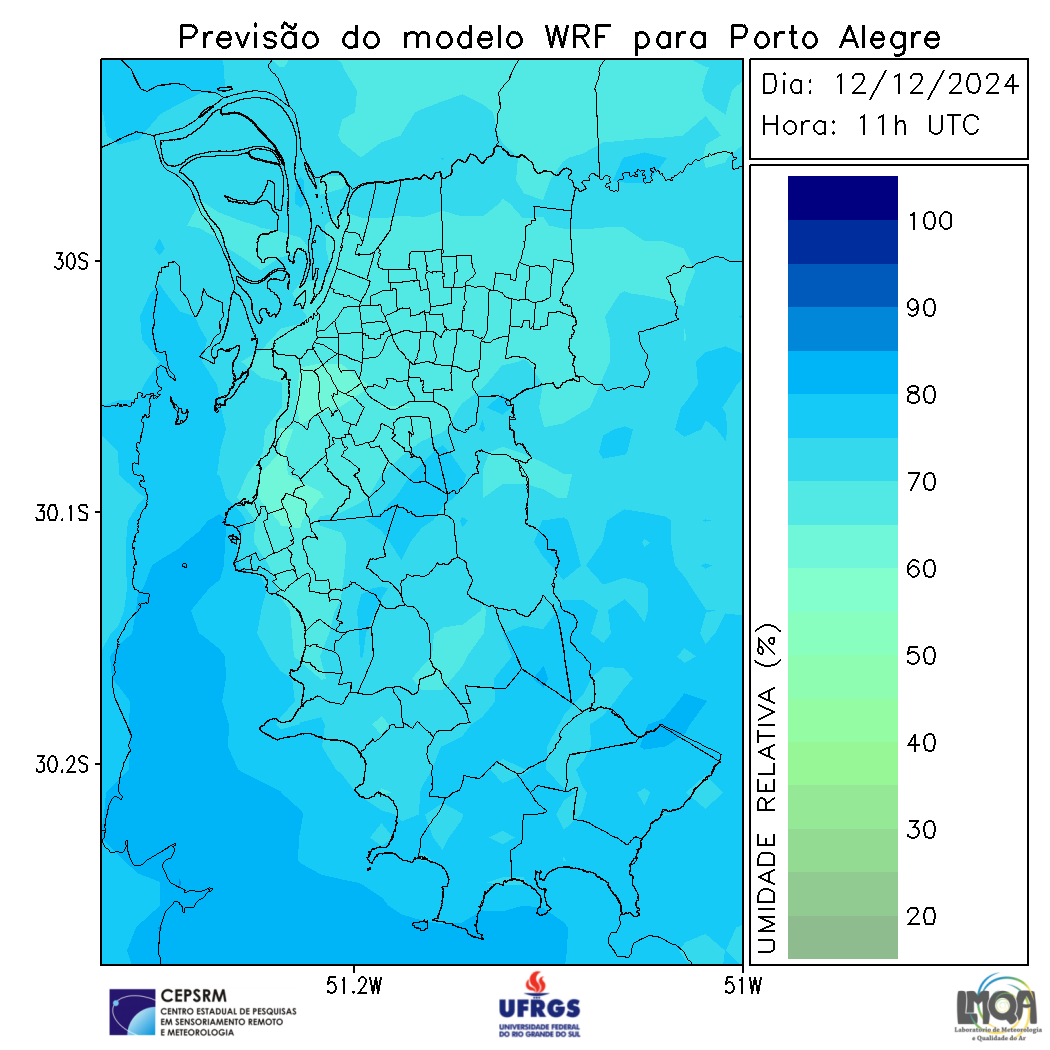 Previsão do modelo WRF para Porto Alegre
Dia: 12/12/2024
Hora: 11h UTC
100
90
80
70
60
50
40
30
20
UMIDADE RELATIVA (%)
30S
30.1S
30.2S
51.2W
51W
CEPSRM
CENTRO ESTADUAL DE PESQUISAS
EM SENSORIAMENTO REMOTO
E METEOROLOGIA
UFRGS
UNIVERSIDADE FEDERAL
DO RIO GRANDE DO SUL
LMQA
Laboratório de Meteorologia
e Qualidade do Ar